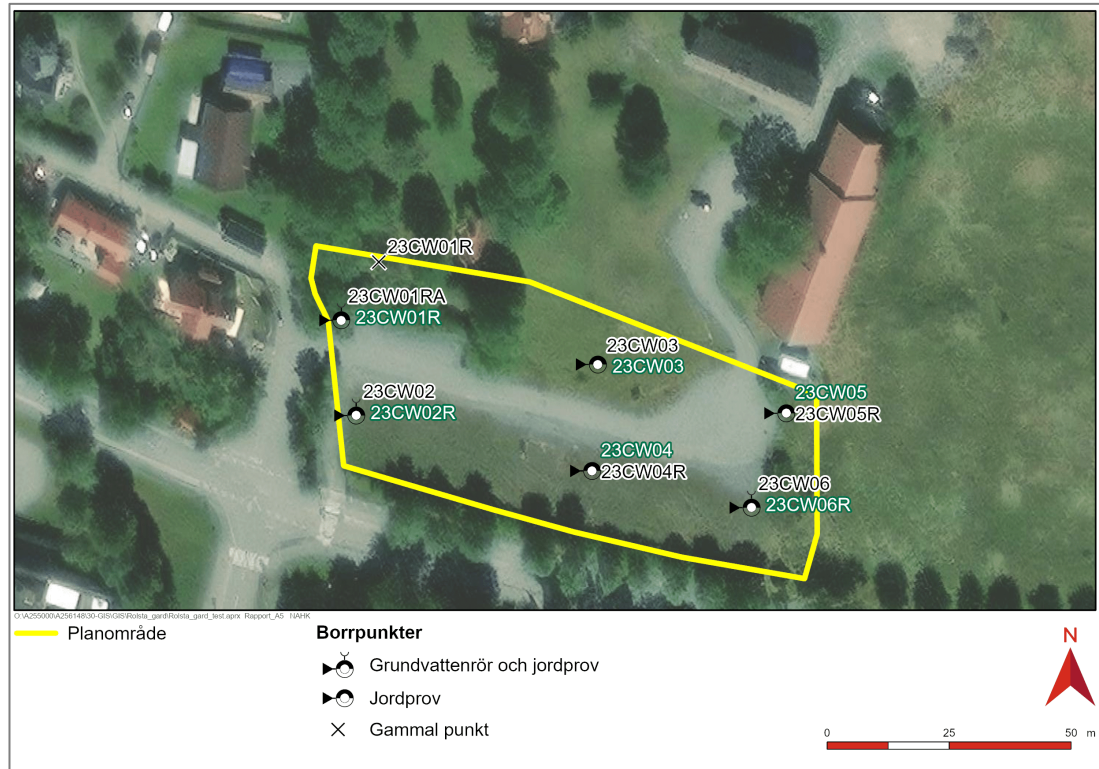 23CW01R
23CW01RA
23CW01R
23CW03
23CW03
23CW02
23CW02R
23CW05
23CW05R
23CW04
23CW04R
23CW06
23CW06R
O:\A255000\A256148\30-GIS\GIS\Rolsta_gard\Rolsta_gard_test.aprx Rapport_A5 NAHK
Planområde
Borrpunkter
Grundvattenrör och jordprov
Jordprov
Gammal punkt
N
0 25 50 m